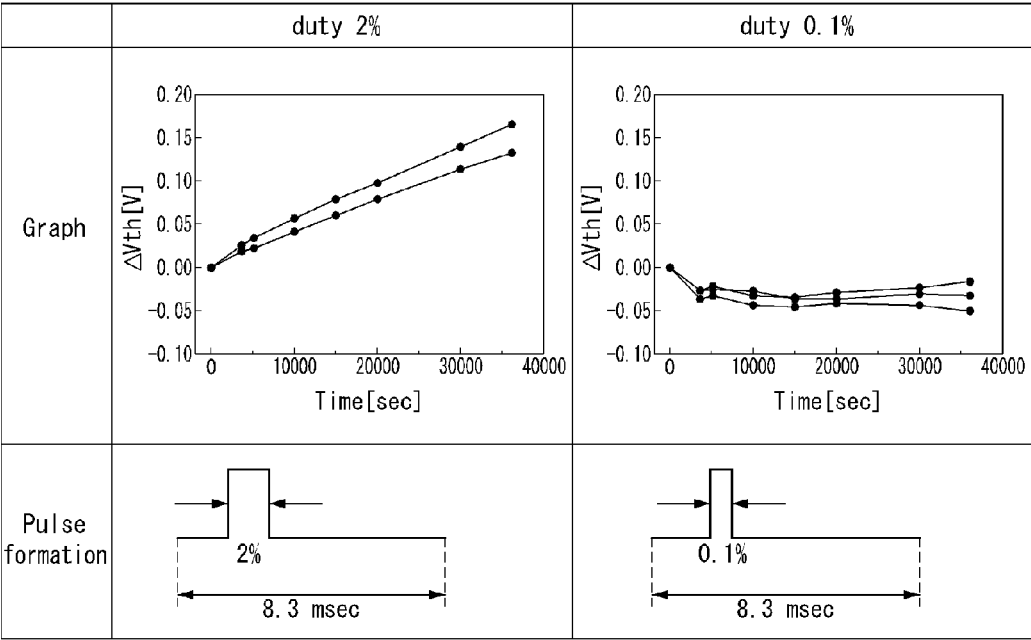 duty 2%
duty 0.1%
Graph
0.20
0.15
0.10
0.05
0.00
-0.05
-0.10
△Vth[V]
0
10000
20000
30000
40000
Time[sec]
0.20
0.15
0.10
0.05
0.00
-0.05
-0.10
△Vth[V]
0
10000
20000
30000
40000
Time[sec]
Pulse
formation
2%
8.3 msec
0.1%
8.3 msec